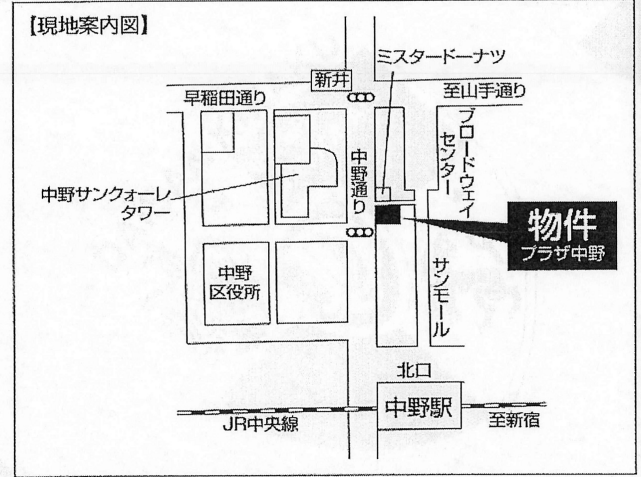 【現地案内図】
ミスタードーナツ
新井
早稲田通り
至山手通り
ブロードウェイ
センター
中野通り
中野サンクォーレ
タワー
物件
プラザ中野
中野
区役所
サンモール
北口
中野駅
JR中央線
至新宿